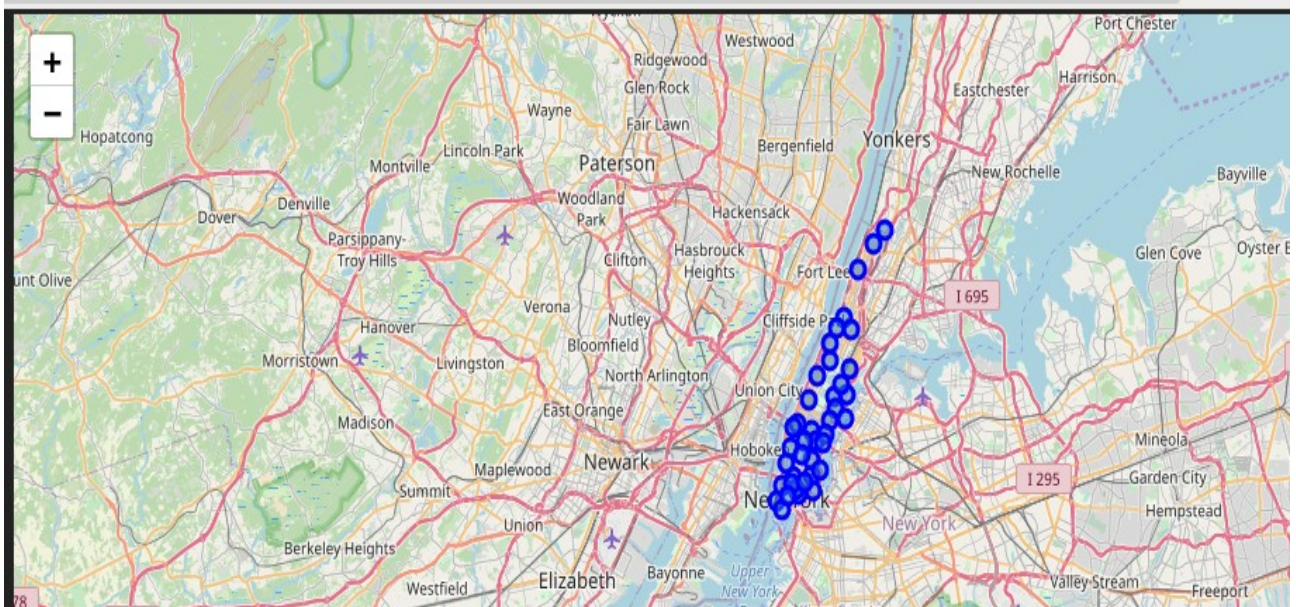 Port Chester
+
Westwood
Ridgewood
Harrison
Glen Rock
Eastchester
−
Wayne
Fair Lawn
Hopatcong
Yonkers
Bergenfield
Lincoln Park
Paterson
Montville
New Rochelle
Bayville
Woodland
Park
Denville
Hackensack
Dover
Parsippany-
Troy Hills
Hasbrouck
Heights
Clifton
Glen Cove
Oyster
unt Olive
Fort Lee
I 695
Verona
Nutley
Cliffside P
Hanover
Bloomfield
Morristown
Livingston
North Arlington
Union City
East Orange
Madison
Mineola
Hoboke
Newark
Maplewood
Garden City
I 295
Summit
New York
Hempstead
Union
New York
Berkeley Heights
Elizabeth
Bayonne
Upper
New York
Valley Stream
Westfield
Freeport
78